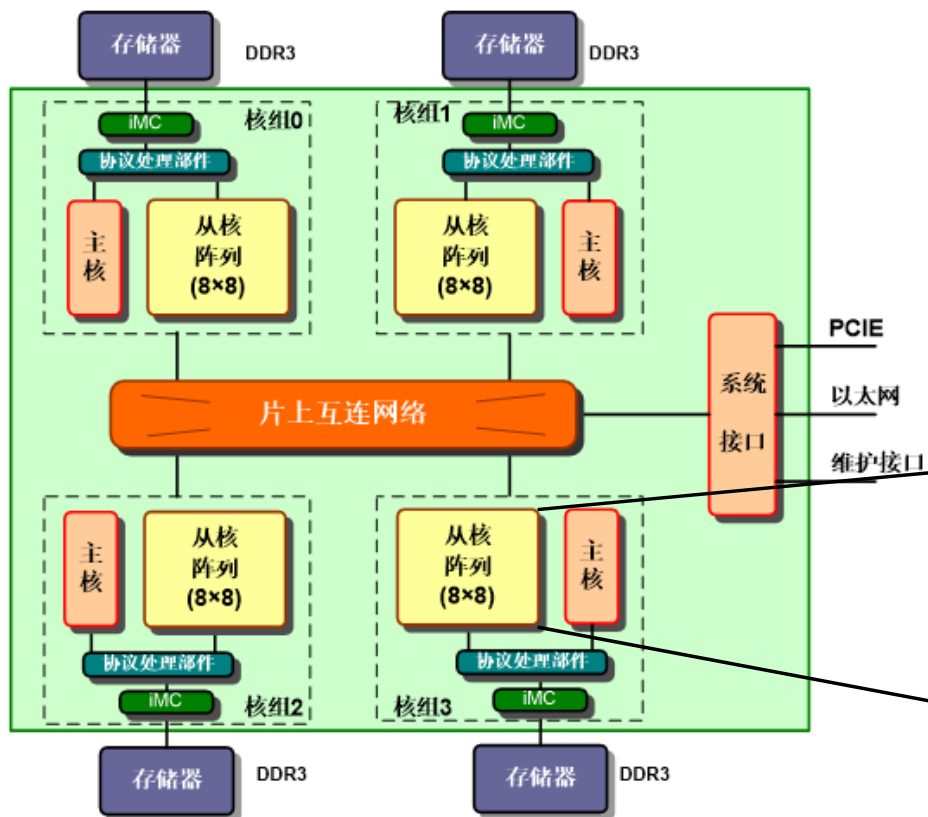 存储器
DDR3
存储器
DDR3
iMC
核组0
协议处理部件
主
核
从核
阵列
(8×8)
核组1
iMC
协议处理部件
从核
阵列
(8×8)
主
核
片上互连网络
系统
接口
PCIE
以太网
维护接口
主
核
从核
阵列
(8×8)
协议处理部件
iMC
核组2
从核
阵列
(8×8)
主
核
协议处理部件
iMC
核组3
存储器
DDR3
存储器
DDR3